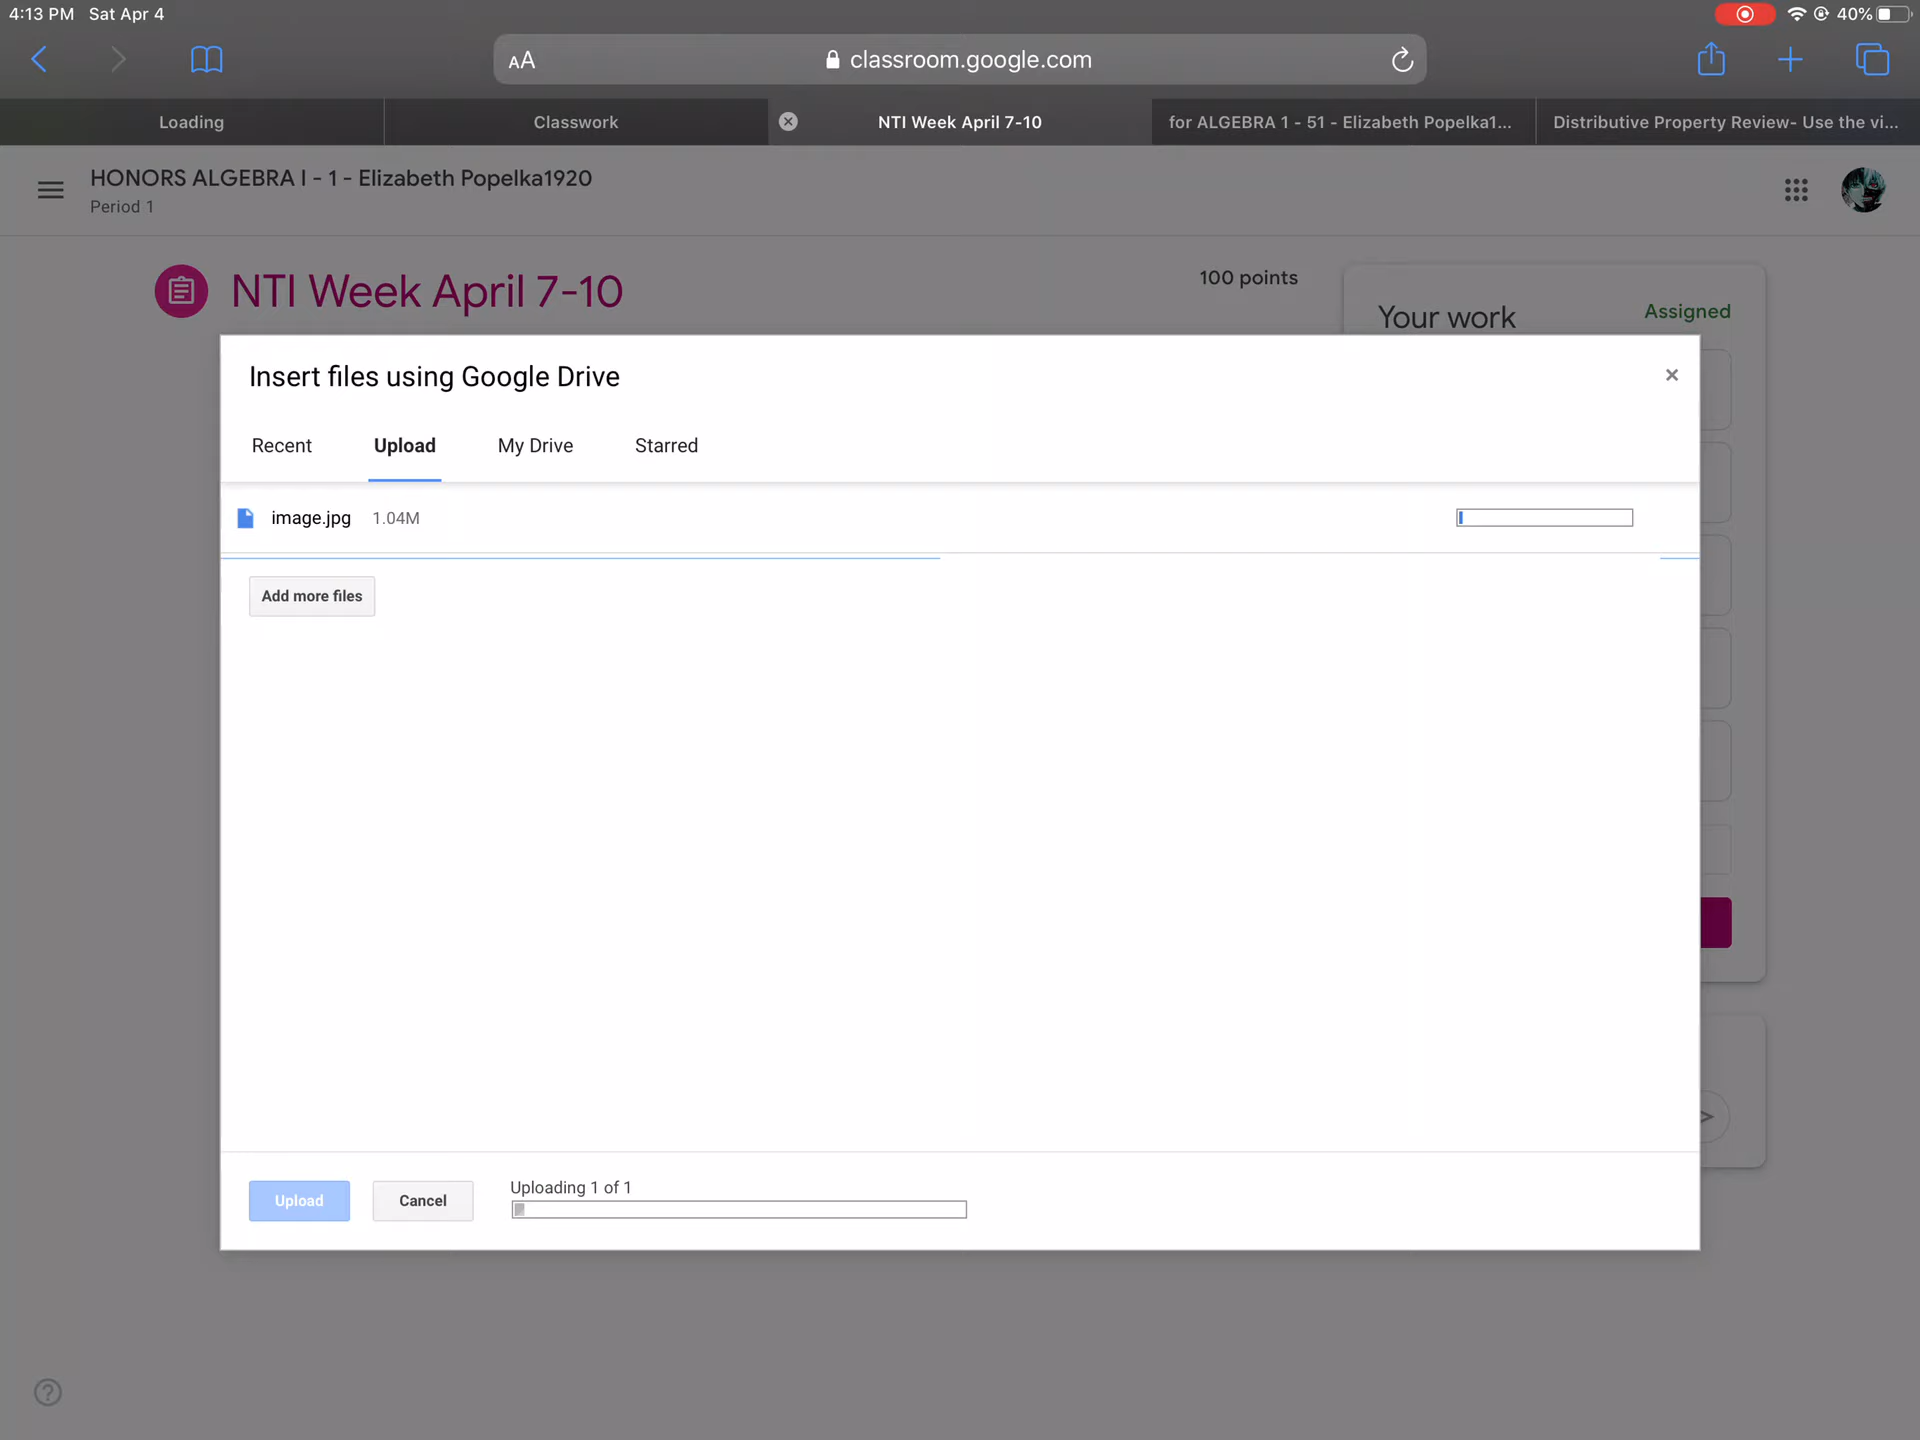 4:13 PM Sat Apr 4
40%
AA classroom.google.com
Loading
Classwork
NTI Week April 7-10
for ALGEBRA 1 - 51 - Elizabeth Popelka1...
Distributive Property Review- Use the vi...
HONORS ALGEBRA I - 1 - Elizabeth Popelka1920
Period 1
NTI Week April 7-10
100 points
Your work
Assigned
Insert files using Google Drive
Recent Upload My Drive Starred
image.jpg 1.04M
Add more files
Upload
Cancel
Uploading 1 of 1